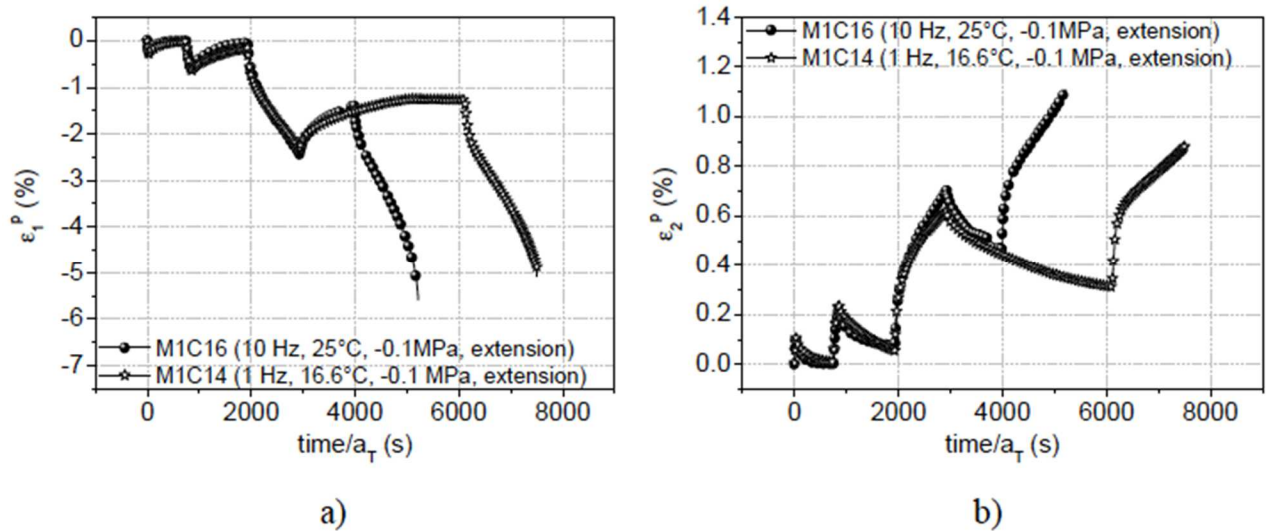 0
-1
-2
-3
-4
-5
-6
-7
ε₁ᵖ (%)
M1C16 (10 Hz, 25°C, -0.1MPa, extension)
M1C14 (1 Hz, 16.6°C, -0.1 MPa, extension)
0 2000 4000 6000 8000
time/a_T (s)
a)
1.4
1.2
1.0
0.8
0.6
0.4
0.2
0.0
ε₂ᵖ (%)
M1C16 (10 Hz, 25°C, -0.1MPa, extension)
M1C14 (1 Hz, 16.6°C, -0.1 MPa, extension)
0 2000 4000 6000 8000
time/a_T (s)
b)